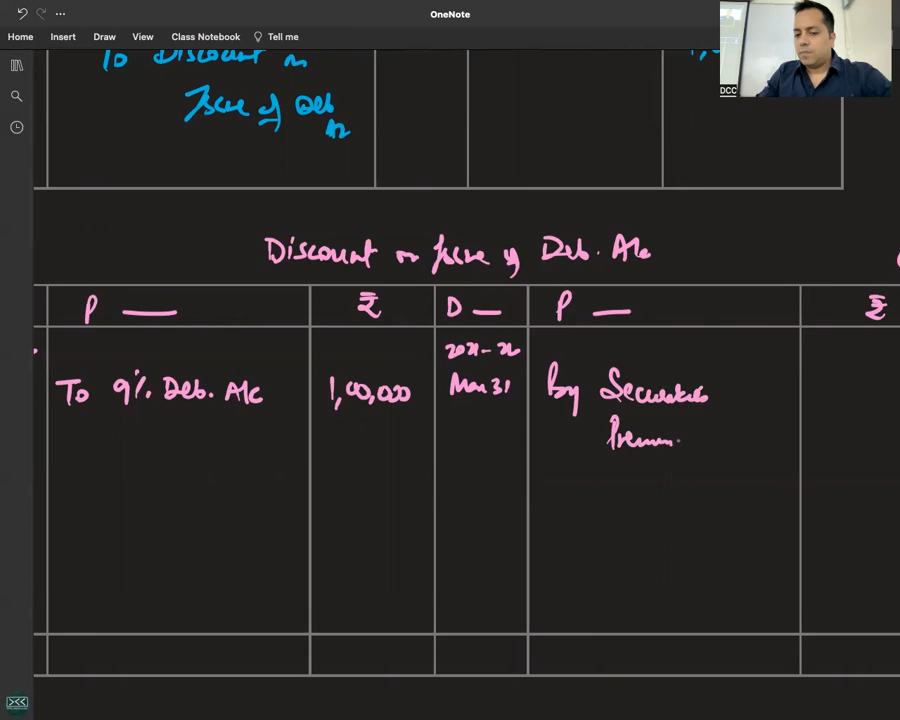 OneNote
Home Insert Draw View Class Notebook Tell me
DCC
To Discount on
Issue of Deb
A/c
Discount on Issue of Deb. A/c
P ₹ D P ₹
20x-x
To 9% Deb. A/c 1,00,000 Mar 31 By Securities
Premium